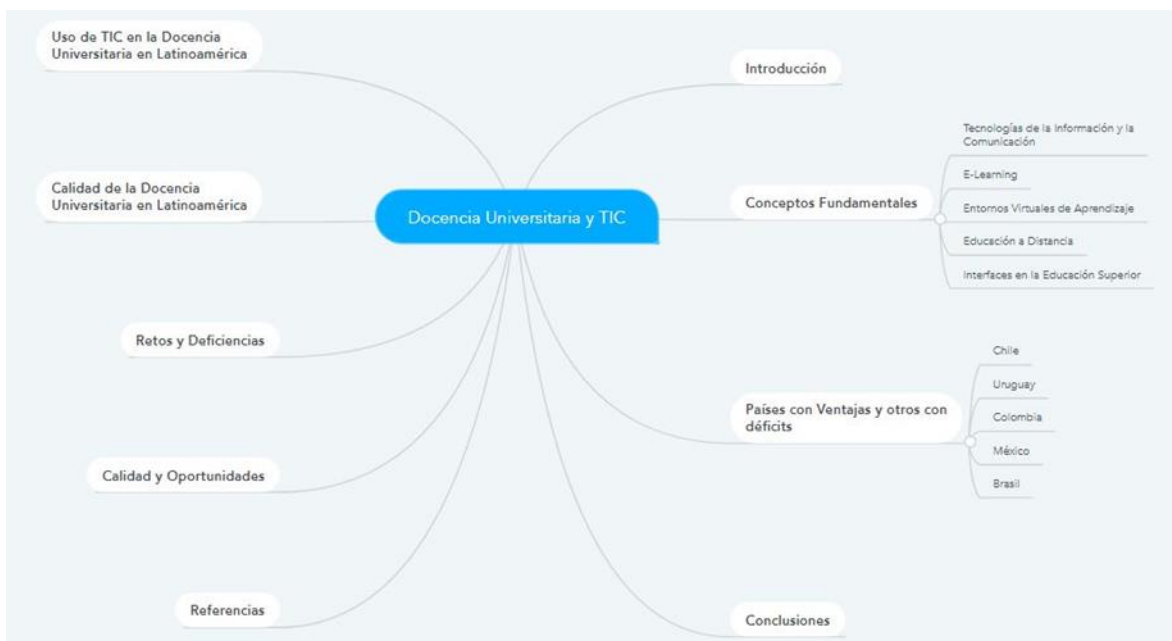 Uso de TIC en la Docencia
Universitaria en Latinoamérica
Introducción
Tecnologías de la Información y la
Comunicación
E-Learning
Calidad de la Docencia
Universitaria en Latinoamérica
Docencia Universitaria y TIC
Conceptos Fundamentales
Entornos Virtuales de Aprendizaje
Educación a Distancia
Interfaces en la Educación Superior
Retos y Deficiencias
Países con Ventajas y otros con
déficits
Chile
Uruguay
Colombia
México
Brasil
Calidad y Oportunidades
Referencias
Conclusiones